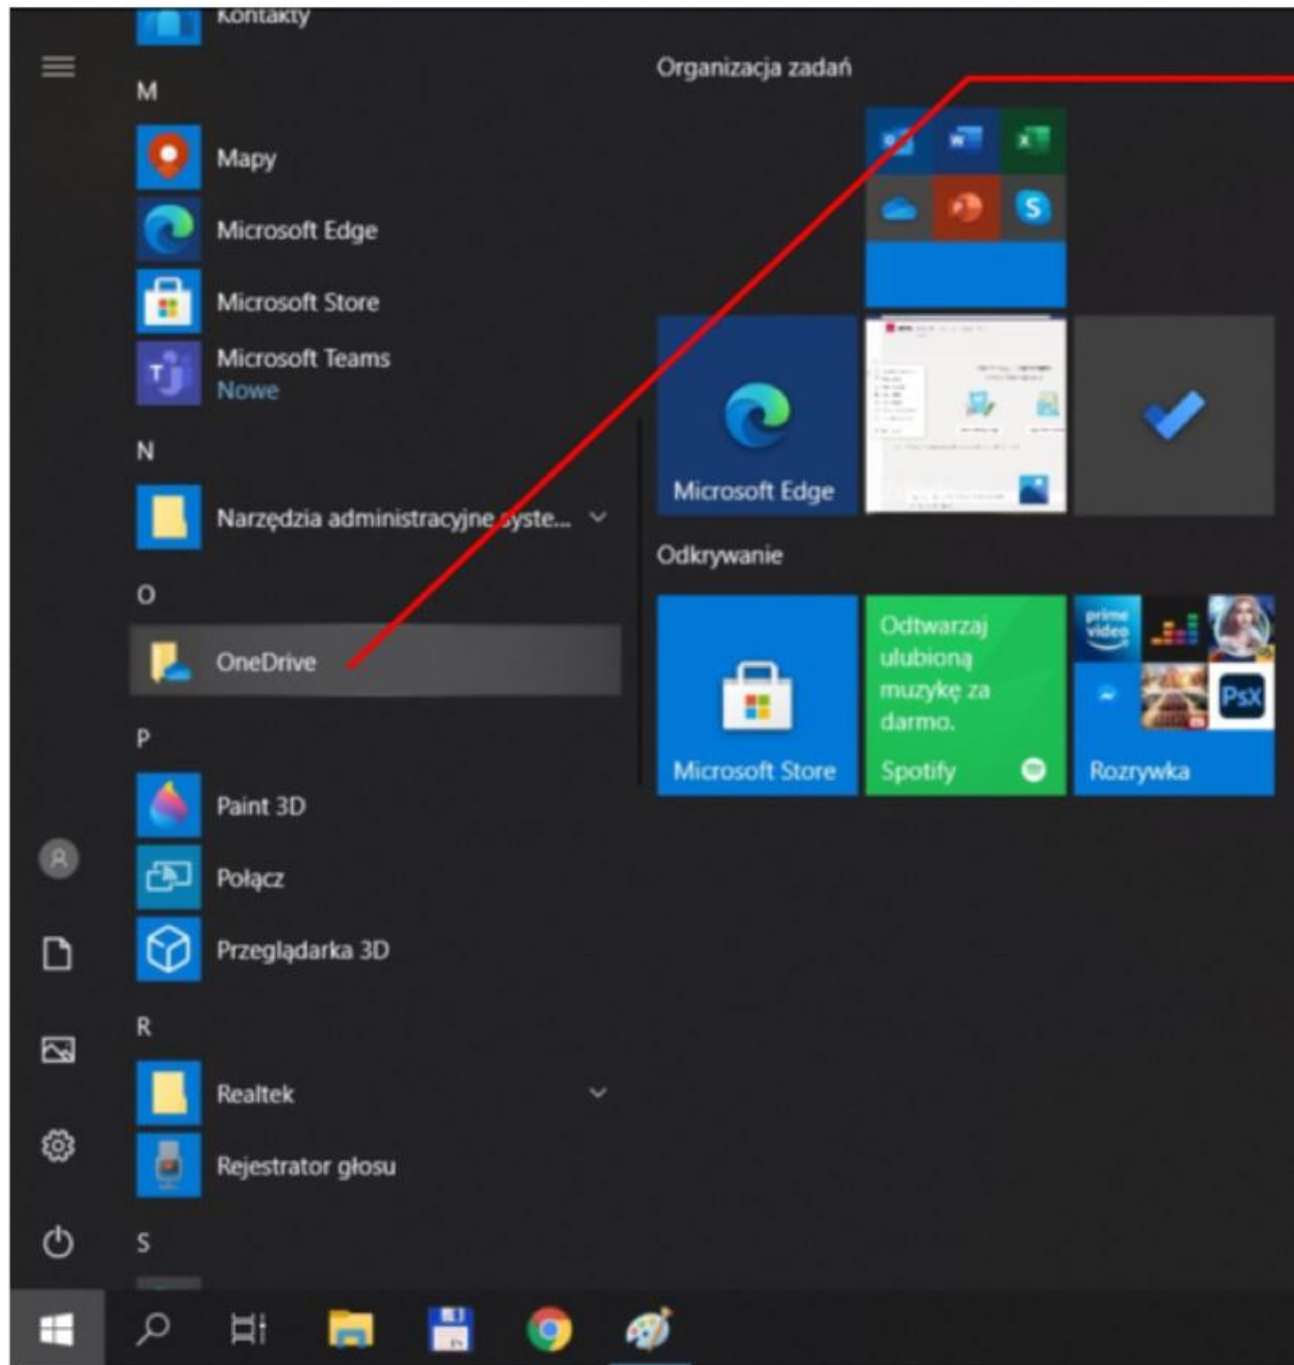 Kontakty
M
Mapy
Microsoft Edge
Microsoft Store
Microsoft Teams
Nowe
N
Narzędzia administracyjne syste...
O
OneDrive
P
Paint 3D
Połącz
Przeglądarka 3D
R
Realtek
Rejestrator głosu
S
Organizacja zadań
Microsoft Edge
Odkrywanie
Microsoft Store
Odtwarzaj
ulubioną
muzykę za
darmo.
Spotify
prime
video
PsX
Rozrywka